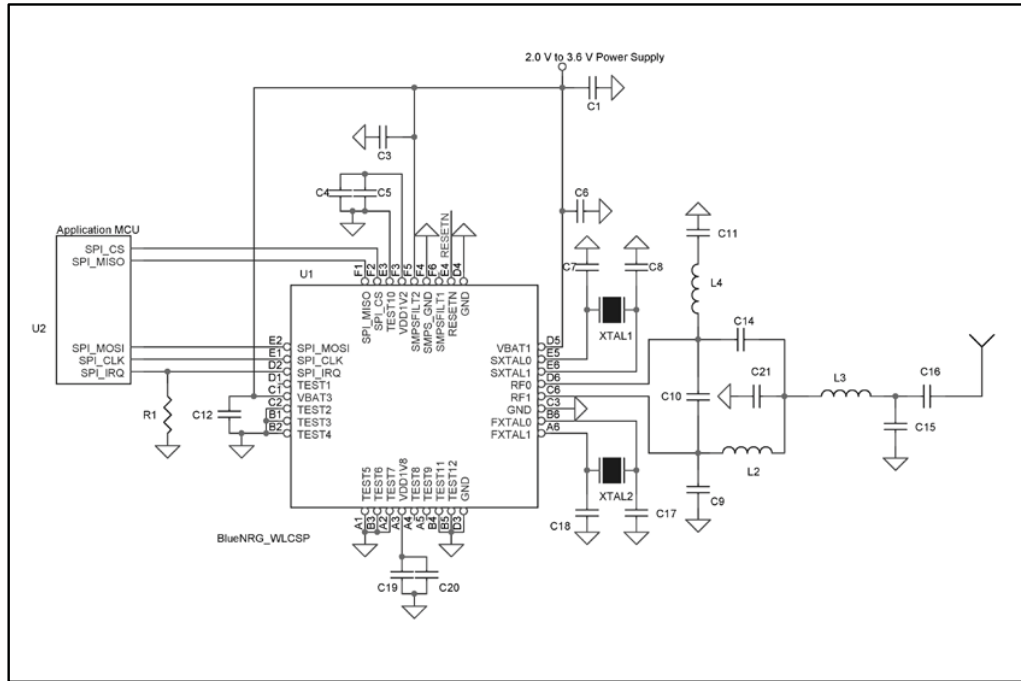 2.0 V to 3.6 V Power Supply
C1
C3
C4
C5
C6
RESETN
C11
Application MCU
SPI_CS
SPI_MISO
C7
C8
L4
U1
F1
F2
E3
F3
F5
F4
F6
E4
D4
XTAL1
U2
SPI_MISO
SPI_CS
TEST10
VDD1V2
SMPSFILT2
SMPS_GND
SMPSFILT1
RESETN
GND
C14
SPI_MOSI
SPI_CLK
SPI_IRQ
E2
E1
D2
D1
C1
C2
B1
B2
SPI_MOSI
SPI_CLK
SPI_IRQ
TEST1
VBAT3
TEST2
TEST3
TEST4
VBAT1
SXTAL0
SXTAL1
RF0
RF1
GND
FXTAL0
FXTAL1
D5
E5
E6
D6
C6
C3
B6
A6
C10
C21
L3
C16
C15
R1
C12
L2
XTAL2
C9
C18
C17
TEST5
TEST6
TEST7
VDD1V8
TEST8
TEST9
TEST11
TEST12
GND
A1
B3
A2
A3
A4
A5
B4
B5
D3
BlueNRG_WLCSP
C19
C20